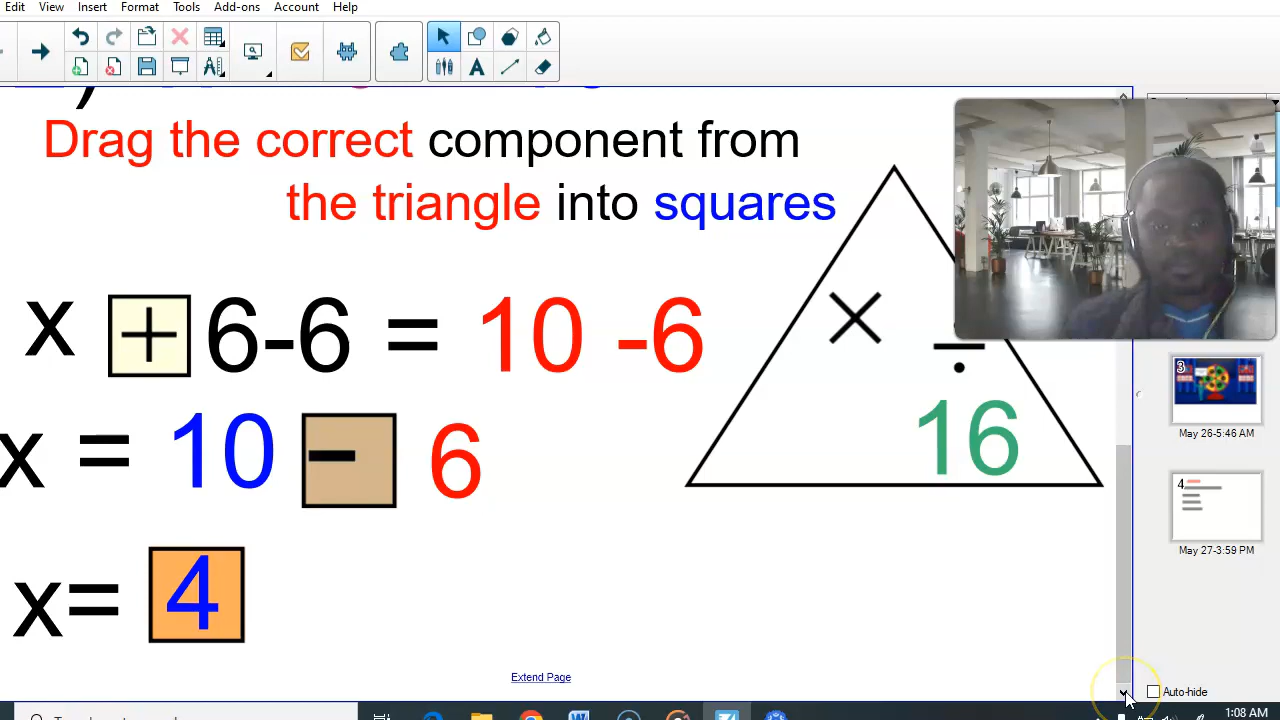 Edit View Insert Format Tools Add-ons Account Help
Drag the correct component from
the triangle into squares
x + 6-6 = 10 -6
x = 10 - 6
x= 4
× ÷
16
Extend Page
3
May 26-5:46 AM
4
May 27-3:59 PM
Auto-hide
1:08 AM